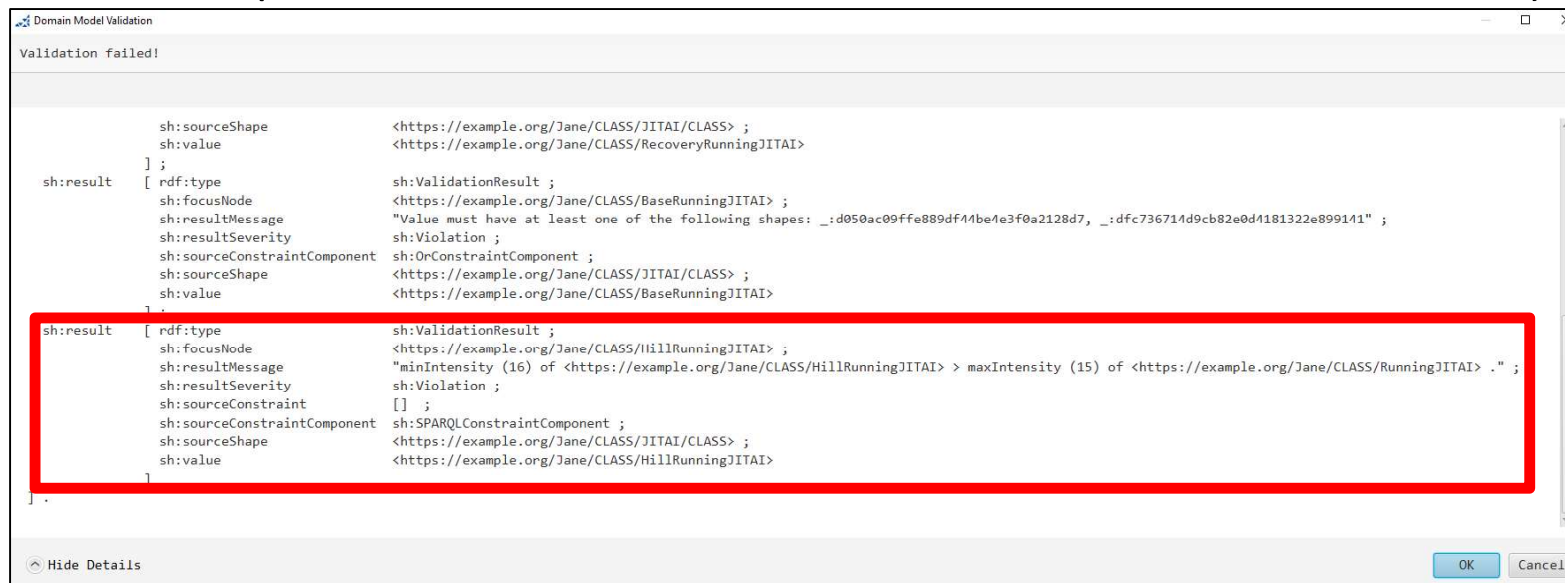 Domain Model Validation
Validation failed!
sh:sourceShape <https://example.org/Jane/CLASS/JITAI/CLASS> ;
sh:value <https://example.org/Jane/CLASS/RecoveryRunningJITAI>
] ;
sh:result [ rdf:type sh:ValidationResult ;
sh:focusNode <https://example.org/Jane/CLASS/BaseRunningJITAI> ;
sh:resultMessage "Value must have at least one of the following shapes: _:d050ac09ffe889df44be4e3f0a2128d7, _:dfc736714d9cb82e0d4181322e899141" ;
sh:resultSeverity sh:Violation ;
sh:sourceConstraintComponent sh:OrConstraintComponent ;
sh:sourceShape <https://example.org/Jane/CLASS/JITAI/CLASS> ;
sh:value <https://example.org/Jane/CLASS/BaseRunningJITAI>
] ;
sh:result [ rdf:type sh:ValidationResult ;
sh:focusNode <https://example.org/Jane/CLASS/HillRunningJITAI> ;
sh:resultMessage "minIntensity (16) of <https://example.org/Jane/CLASS/HillRunningJITAI> > maxIntensity (15) of <https://example.org/Jane/CLASS/RunningJITAI> ." ;
sh:resultSeverity sh:Violation ;
sh:sourceConstraint [] ;
sh:sourceConstraintComponent sh:SPARQLConstraintComponent ;
sh:sourceShape <https://example.org/Jane/CLASS/JITAI/CLASS> ;
sh:value <https://example.org/Jane/CLASS/HillRunningJITAI>
]
] .
Hide Details
OK Cancel